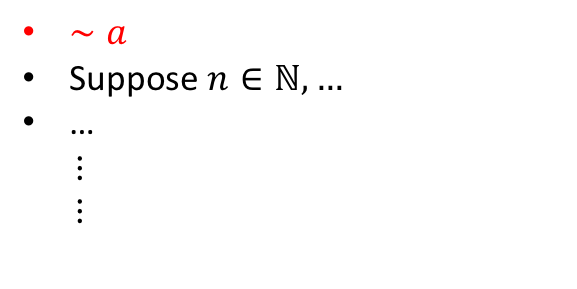 • ~ a
• Suppose n ∈ ℕ, …
• …
⋮
⋮